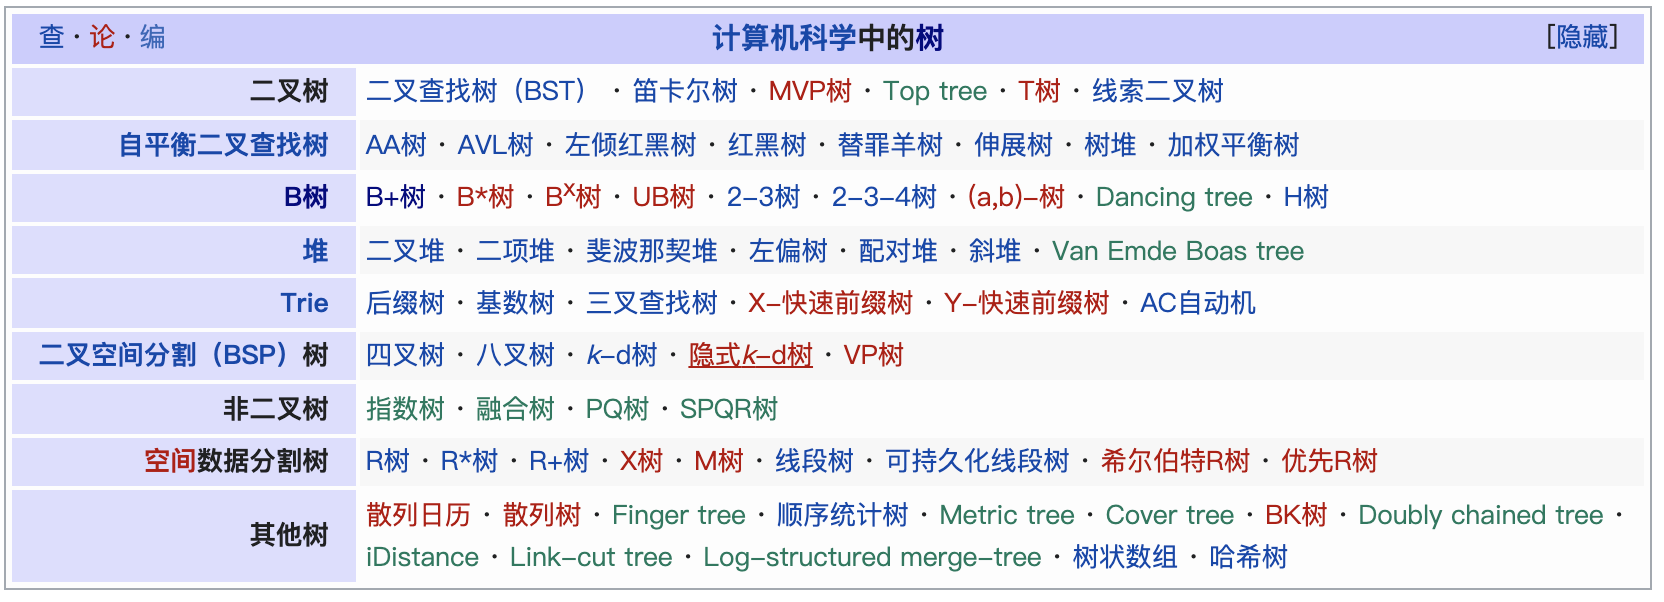 查 · 论 · 编 计算机科学中的树 [隐藏]
二叉树 二叉查找树（BST） · 笛卡尔树 · MVP树 · Top tree · T树 · 线索二叉树
自平衡二叉查找树 AA树 · AVL树 · 左倾红黑树 · 红黑树 · 替罪羊树 · 伸展树 · 树堆 · 加权平衡树
B树 B+树 · B*树 · Bˣ树 · UB树 · 2-3树 · 2-3-4树 · (a,b)-树 · Dancing tree · H树
堆 二叉堆 · 二项堆 · 斐波那契堆 · 左偏树 · 配对堆 · 斜堆 · Van Emde Boas tree
Trie 后缀树 · 基数树 · 三叉查找树 · X-快速前缀树 · Y-快速前缀树 · AC自动机
二叉空间分割（BSP）树 四叉树 · 八叉树 · k-d树 · 隐式k-d树 · VP树
非二叉树 指数树 · 融合树 · PQ树 · SPQR树
空间数据分割树 R树 · R*树 · R+树 · X树 · M树 · 线段树 · 可持久化线段树 · 希尔伯特R树 · 优先R树
其他树 散列日历 · 散列树 · Finger tree · 顺序统计树 · Metric tree · Cover tree · BK树 · Doubly chained tree ·
iDistance · Link-cut tree · Log-structured merge-tree · 树状数组 · 哈希树